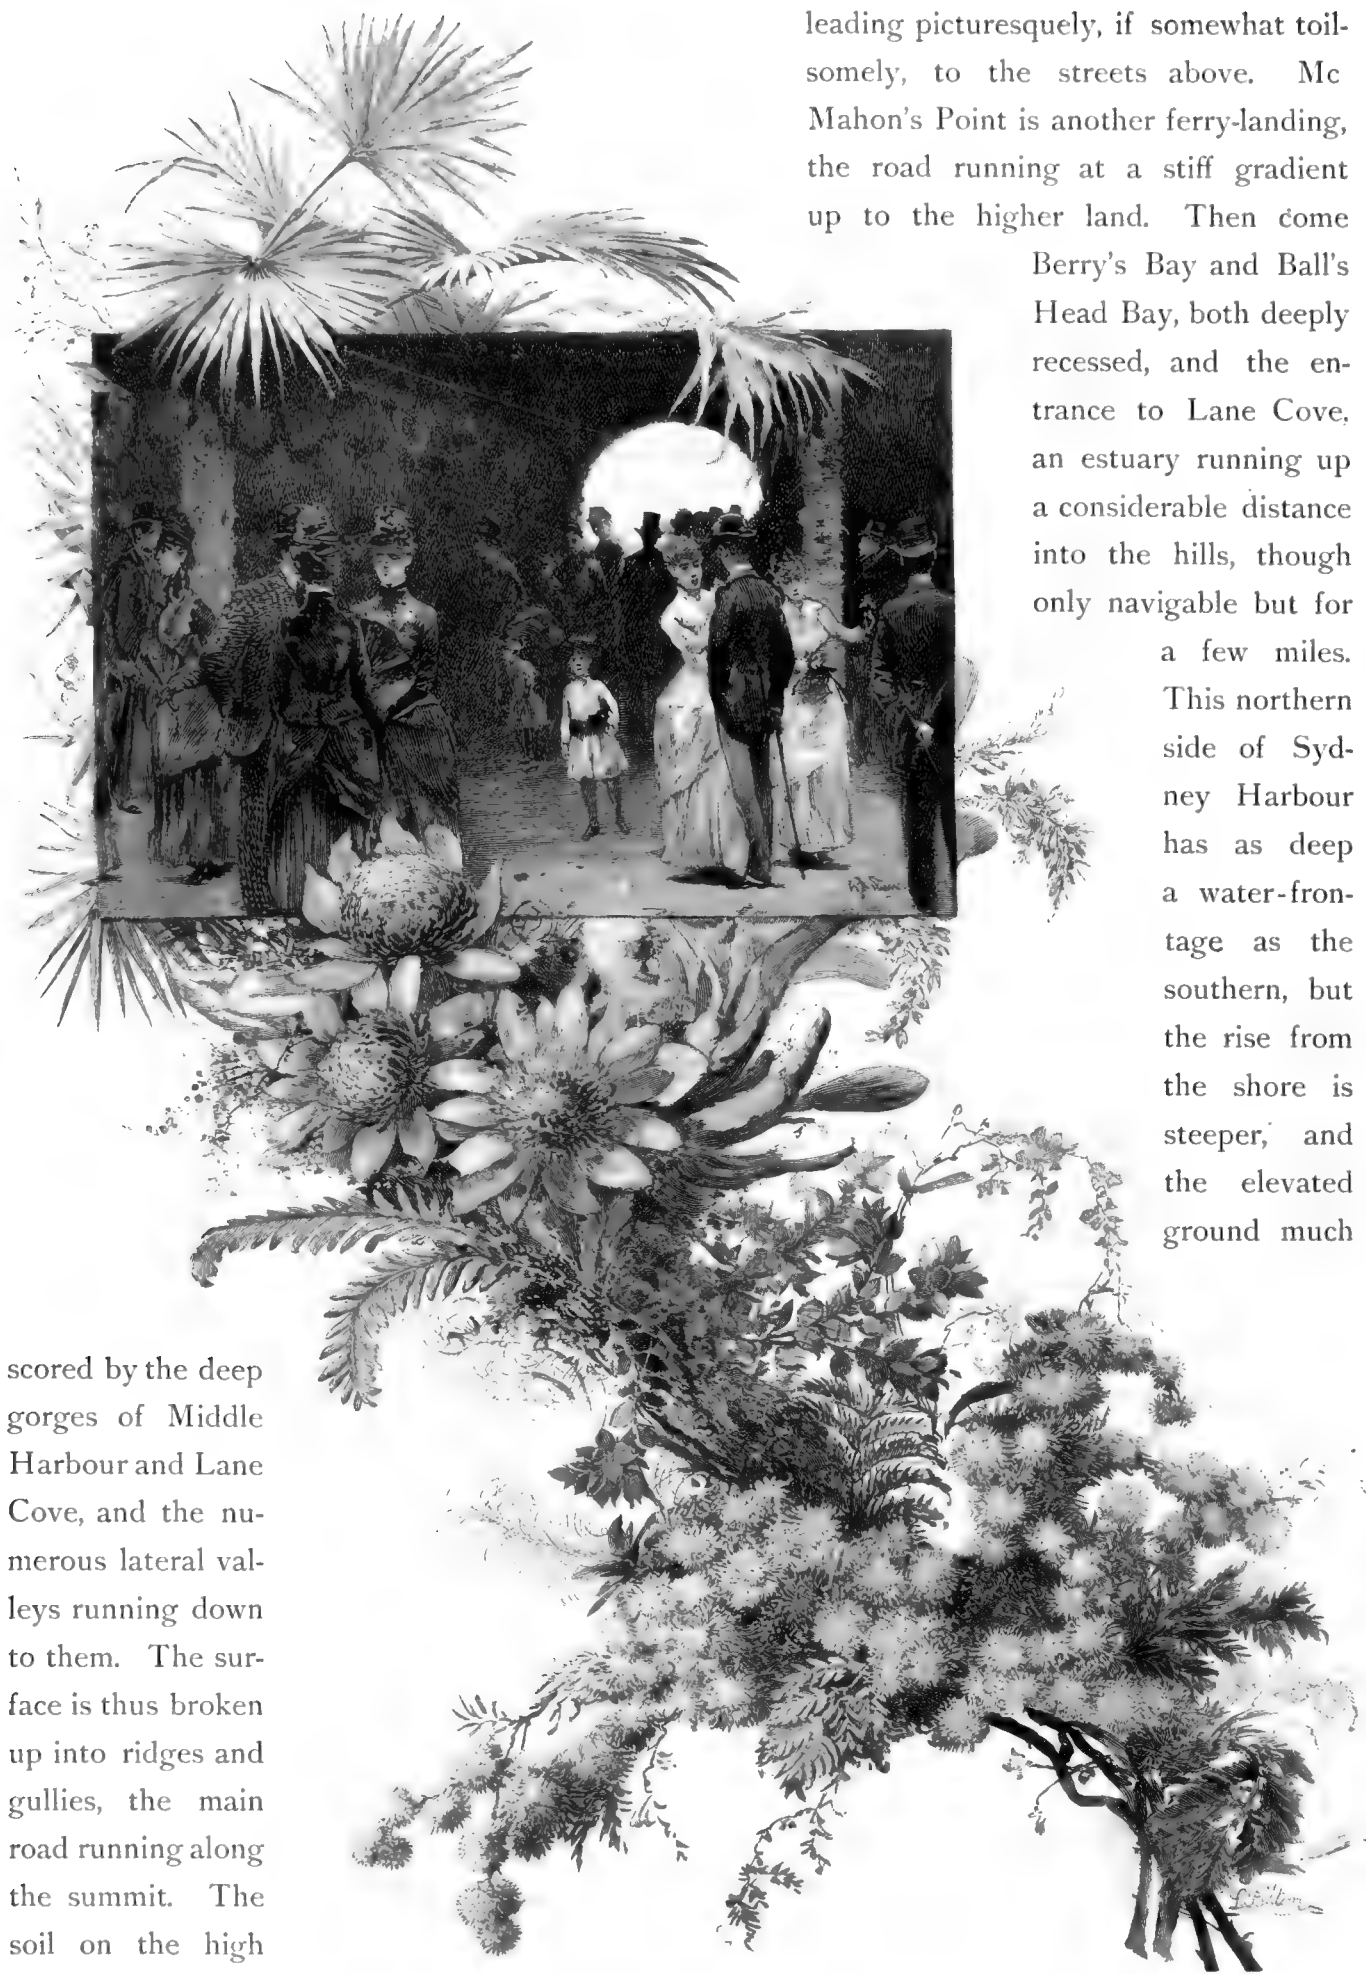 leading picturesquely, if somewhat toil-
somely, to the streets above. Mc
Mahon's Point is another ferry-landing,
the road running at a stiff gradient
up to the higher land. Then come
Berry's Bay and Ball's
Head Bay, both deeply
recessed, and the en-
trance to Lane Cove,
an estuary running up
a considerable distance
into the hills, though
only navigable but for
a few miles.
This northern
side of Syd-
ney Harbour
has as deep
a water-fron-
tage as the
southern, but
the rise from
the shore is
steeper, and
the elevated
ground much
scored by the deep
gorges of Middle
Harbour and Lane
Cove, and the nu-
merous lateral val-
leys running down
to them. The sur-
face is thus broken
up into ridges and
gullies, the main
road running along
the summit. The
soil on the high